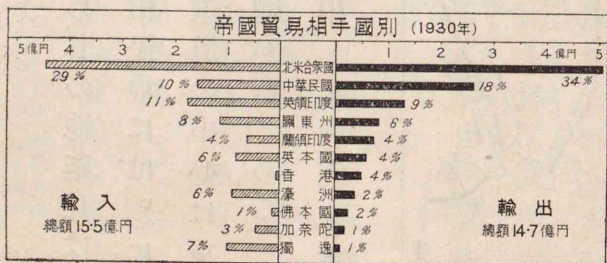 帝國貿易相手國別 (1930年)
5億円 4 3 2 1 1 2 3 4億円 5
29% 北米合衆國 34%
10% 中華民國 18%
11% 英領印度 9%
8% 關東州 6%
4% 蘭領印度 4%
6% 英本國 4%
香港 4%
6% 濠洲 2%
1% 佛本國 2%
3% 加奈陀 1%
7% 獨逸 1%
輸入
總額15·5億円
輸出
總額14·7億円